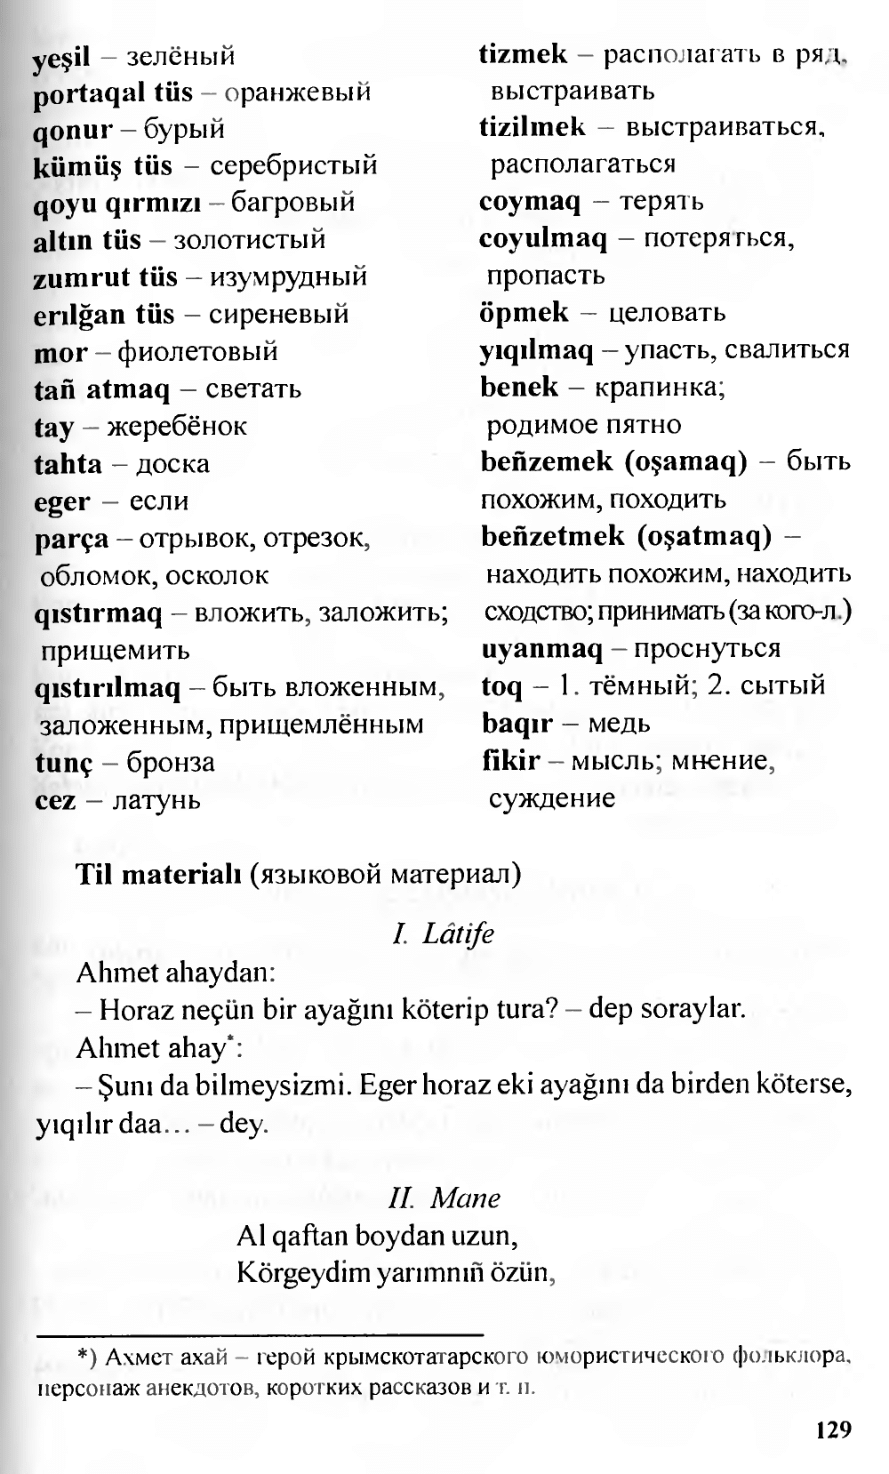 yeşil – зелёный
portaqal tüs – оранжевый
qonur – бурый
kümüş tüs – серебристый
qoyu qırmızı – багровый
altın tüs – золотистый
zumrut tüs – изумрудный
erılğan tüs – сиреневый
mor – фиолетовый
tañ atmaq – светать
tay – жеребёнок
tahta – доска
eger – если
parça – отрывок, отрезок,
обломок, осколок
qıstırmaq – вложить, заложить;
прищемить
qıstırılmaq – быть вложенным,
заложенным, прищемлённым
tunç – бронза
cez – латунь
tizmek – располагать в ряд,
выстраивать
tizilmek – выстраиваться,
располагаться
coymaq – терять
coyulmaq – потеряться,
пропасть
öpmek – целовать
yıqılmaq – упасть, свалиться
benek – крапинка;
родимое пятно
beñzemek (oşamaq) – быть
похожим, походить
beñzetmek (oşatmaq) –
находить похожим, находить
сходство; принимать (за кого-л.)
uyanmaq – проснуться
toq – 1. тёмный; 2. сытый
baqır – медь
fikir – мысль; мнение,
суждение
Til materialı (языковой материал)
I. Lâtife
Ahmet ahaydan:
– Horaz neçün bir ayağını köterip tura? – dep soraylar.
Ahmet ahay*:
– Şunı da bilmeysizmi. Eger horaz eki ayağını da birden köterse,
yıqılır daa... – dey.
II. Mane
Al qaftan boydan uzun,
Körgeydim yarımnıñ özün,
*) Ахмет ахай – герой крымскотатарского юмористического фольклора,
персонаж анекдотов, коротких рассказов и т. п.
129